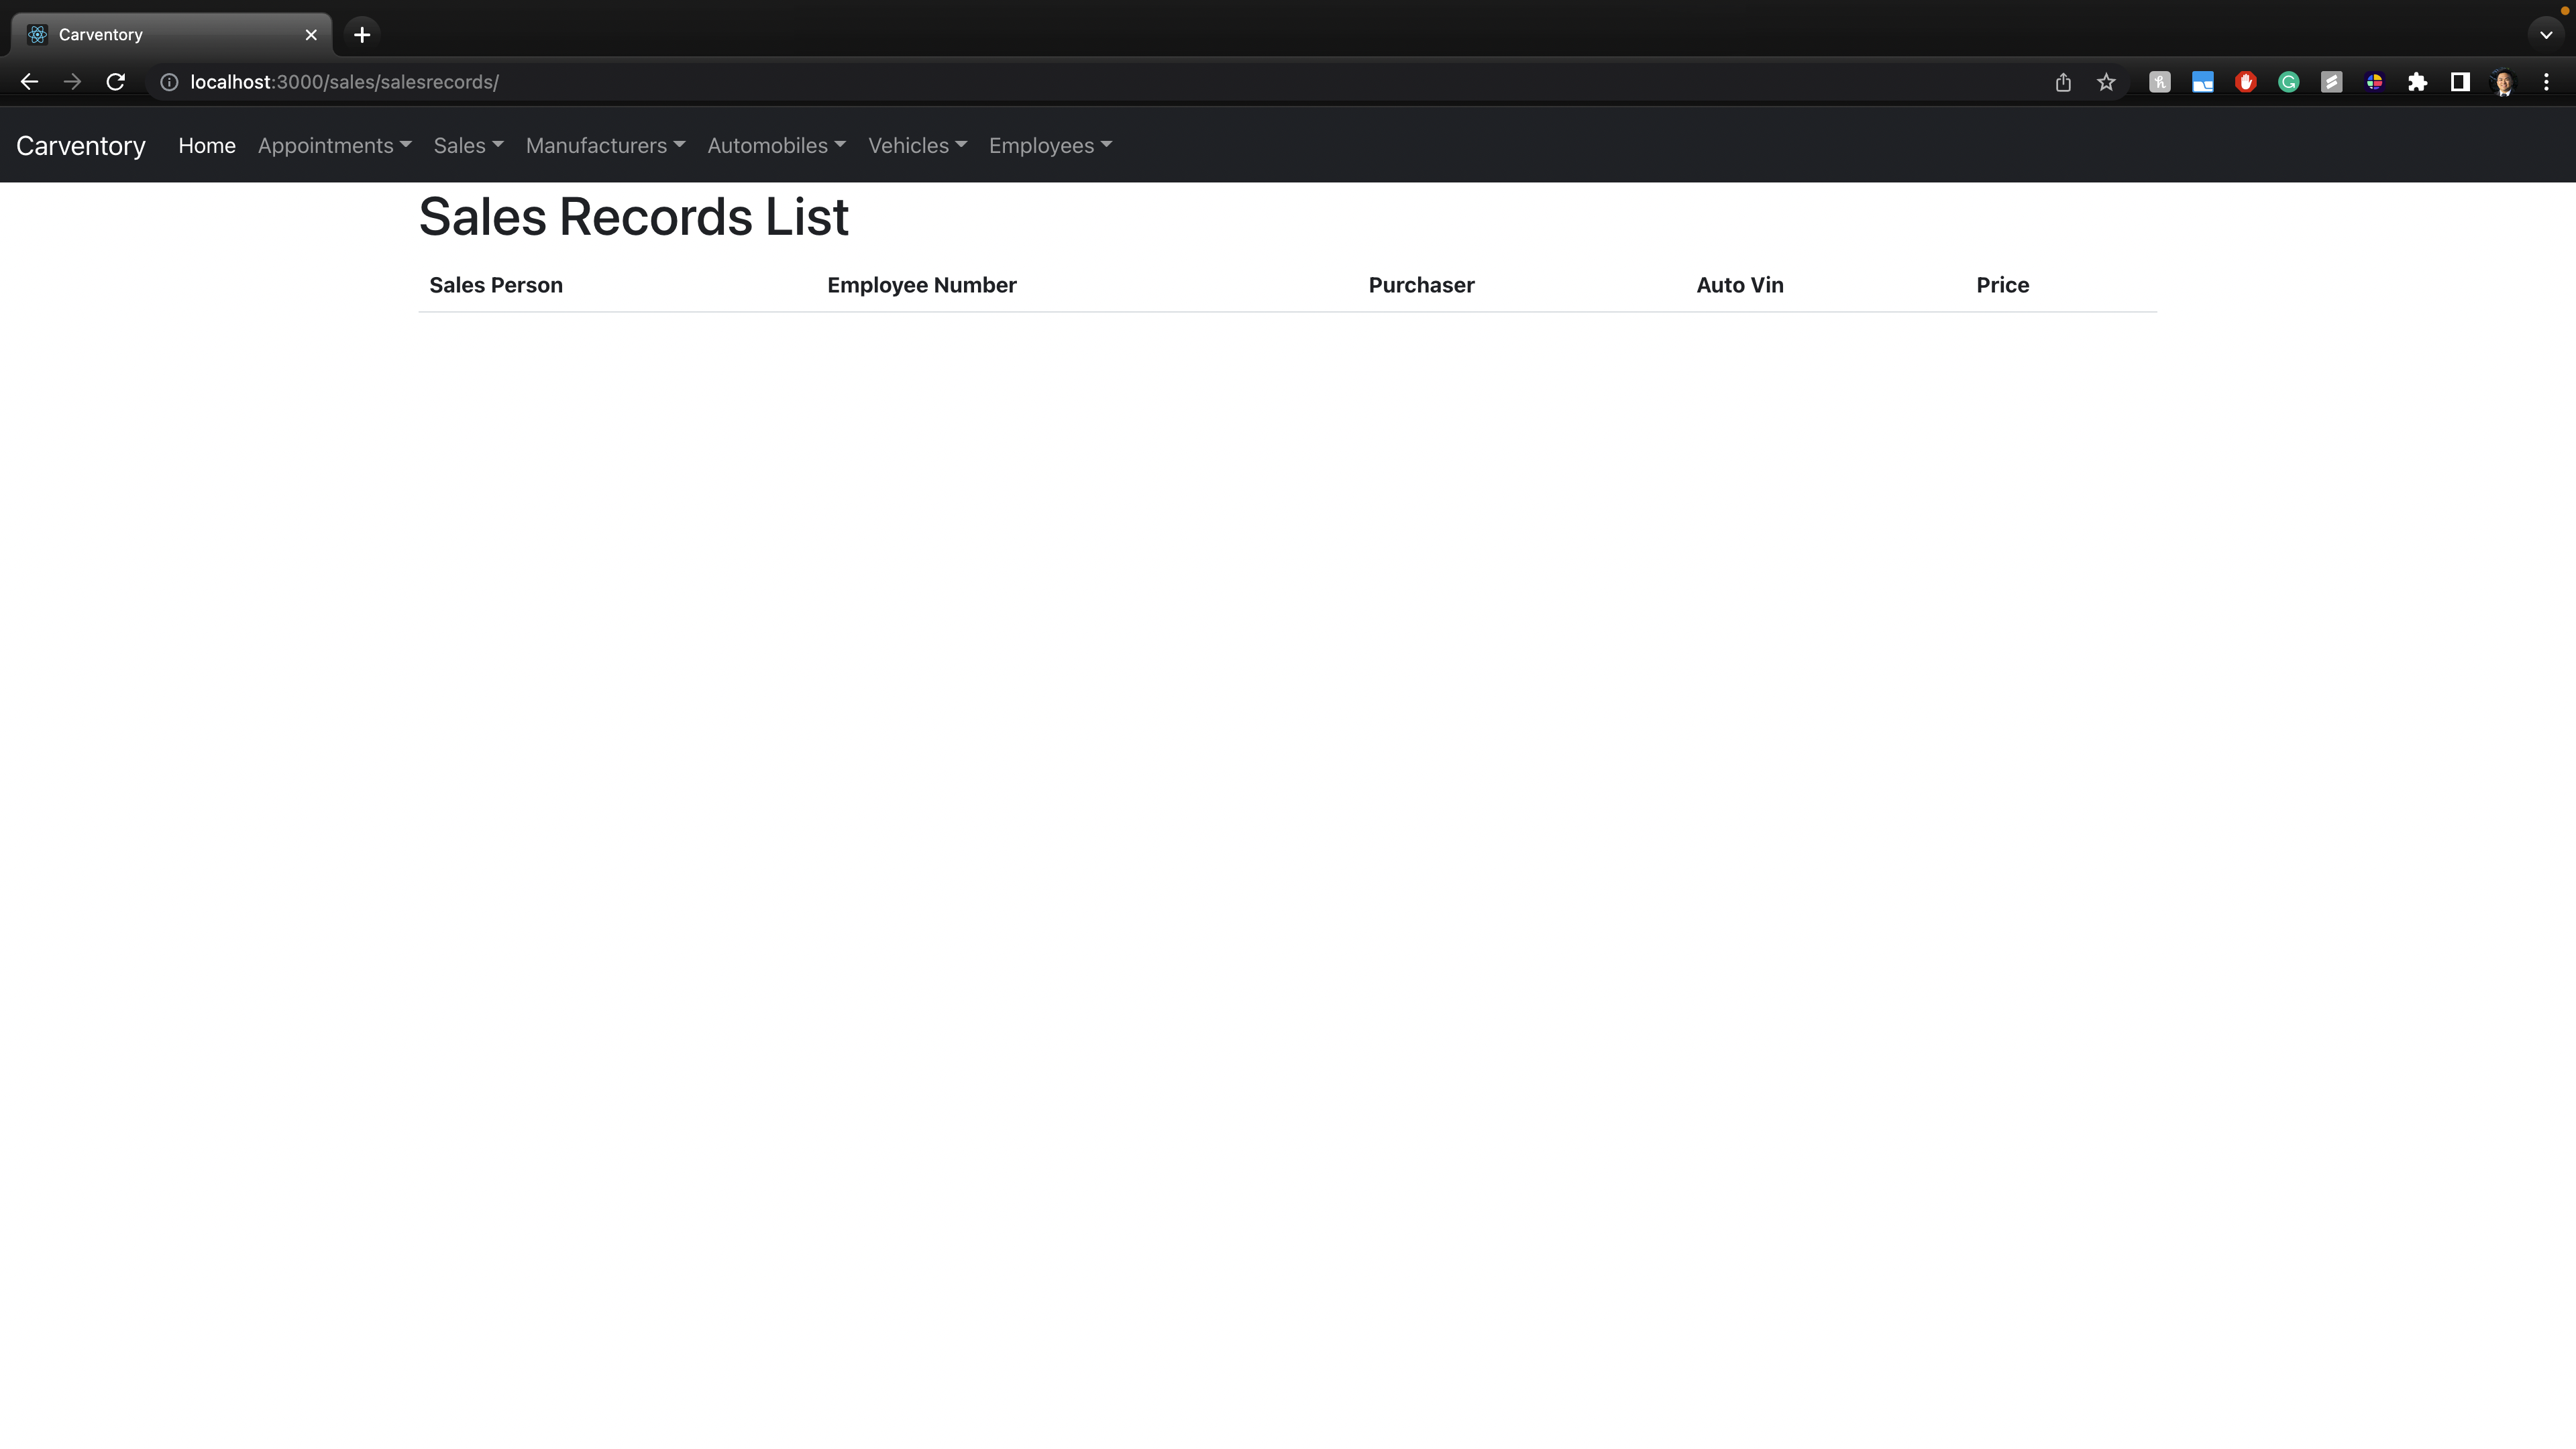 Carventory
localhost:3000/sales/salesrecords/
Carventory Home Appointments Sales Manufacturers Automobiles Vehicles Employees
Sales Records List
Sales Person Employee Number Purchaser Auto Vin Price